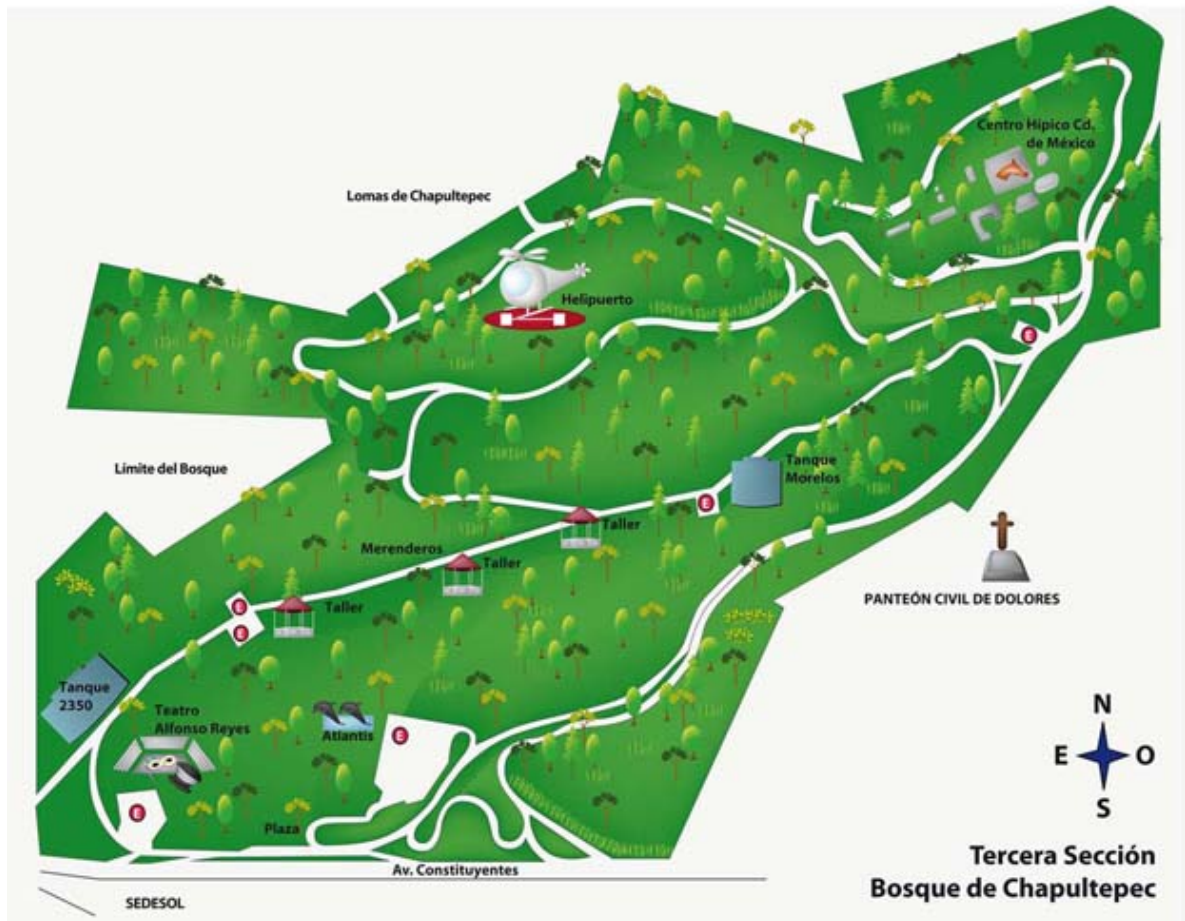 Centro Hípico Cd.
de México
Lomas de Chapultepec
Helipuerto
E
Límite del Bosque
Tanque
Morelos
E
Taller
Merenderos
Taller
PANTEÓN CIVIL DE DOLORES
E
Taller
E
Tanque
2350
Teatro
Alfonso Reyes
Atlantis
E
N
E O
S
E
Plaza
Av. Constituyentes
Tercera Sección
Bosque de Chapultepec
SEDESOL